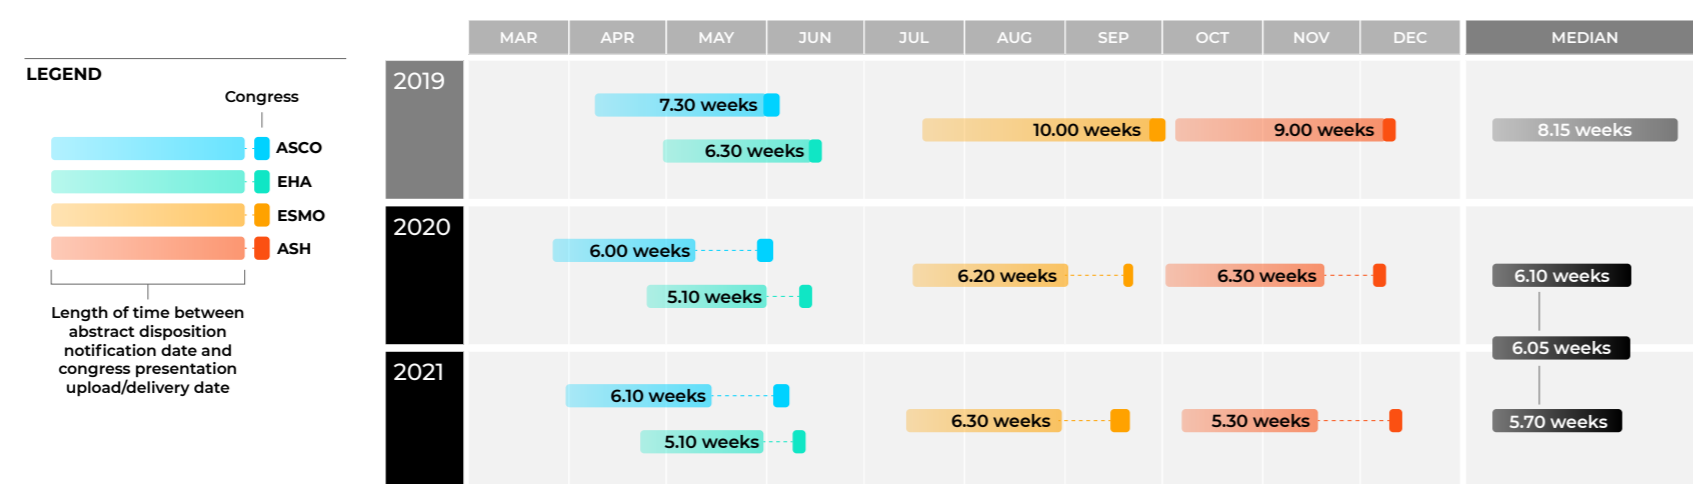 LEGEND
Congress
ASCO
EHA
ESMO
ASH
Length of time between
abstract disposition
notification date and
congress presentation
upload/delivery date
MAR APR MAY JUN JUL AUG SEP OCT NOV DEC MEDIAN
2019
7.30 weeks
6.30 weeks
10.00 weeks
9.00 weeks
8.15 weeks
2020
6.00 weeks
5.10 weeks
6.20 weeks
6.30 weeks
6.10 weeks
6.05 weeks
2021
6.10 weeks
5.10 weeks
6.30 weeks
5.30 weeks
5.70 weeks